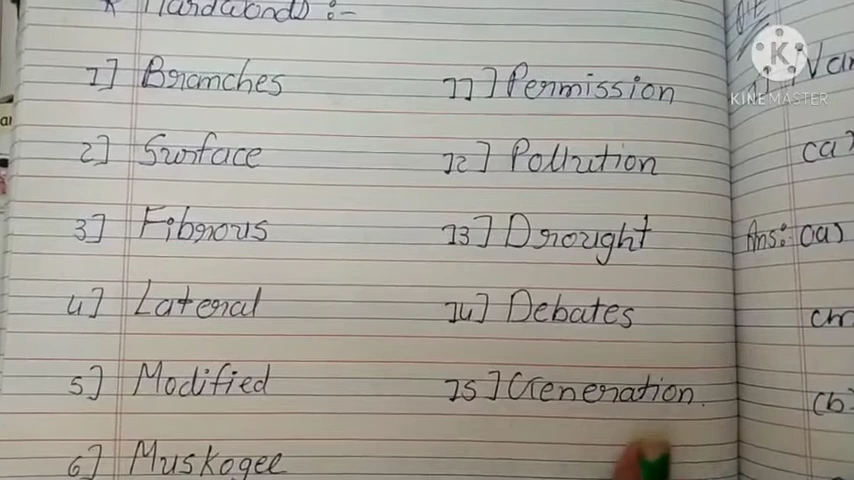 * Hardwords :-
1] Branches
2] Surface
3] Fibrous
4] Lateral
5] Modified
6] Muskogee
11] Permission
12] Pollution
13] Drought
14] Debates
15] Generation.
K
KINEMASTER
Ans: (a)
(b)